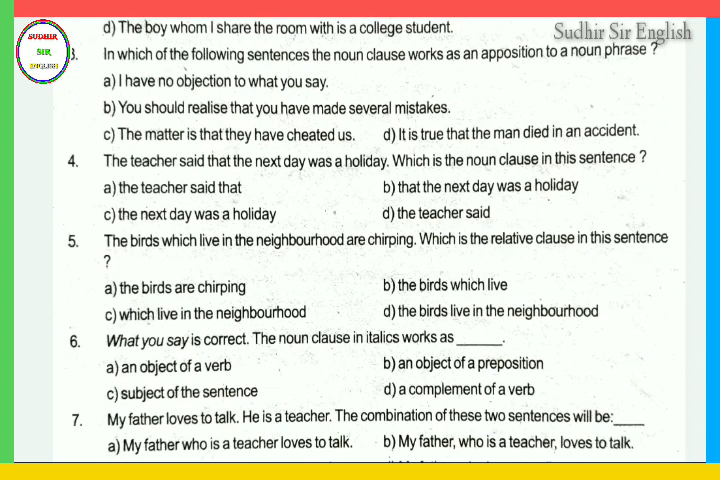 d) The boy whom I share the room with is a college student.
Sudhir Sir English
SUDHIR
SIR
ENGLISH
3. In which of the following sentences the noun clause works as an apposition to a noun phrase ?
a) I have no objection to what you say.
b) You should realise that you have made several mistakes.
c) The matter is that they have cheated us. d) It is true that the man died in an accident.
4. The teacher said that the next day was a holiday. Which is the noun clause in this sentence ?
a) the teacher said that b) that the next day was a holiday
c) the next day was a holiday d) the teacher said
5. The birds which live in the neighbourhood are chirping. Which is the relative clause in this sentence
?
a) the birds are chirping b) the birds which live
c) which live in the neighbourhood d) the birds live in the neighbourhood
6. What you say is correct. The noun clause in italics works as ______.
a) an object of a verb b) an object of a preposition
c) subject of the sentence d) a complement of a verb
7. My father loves to talk. He is a teacher. The combination of these two sentences will be:____
a) My father who is a teacher loves to talk. b) My father, who is a teacher, loves to talk.